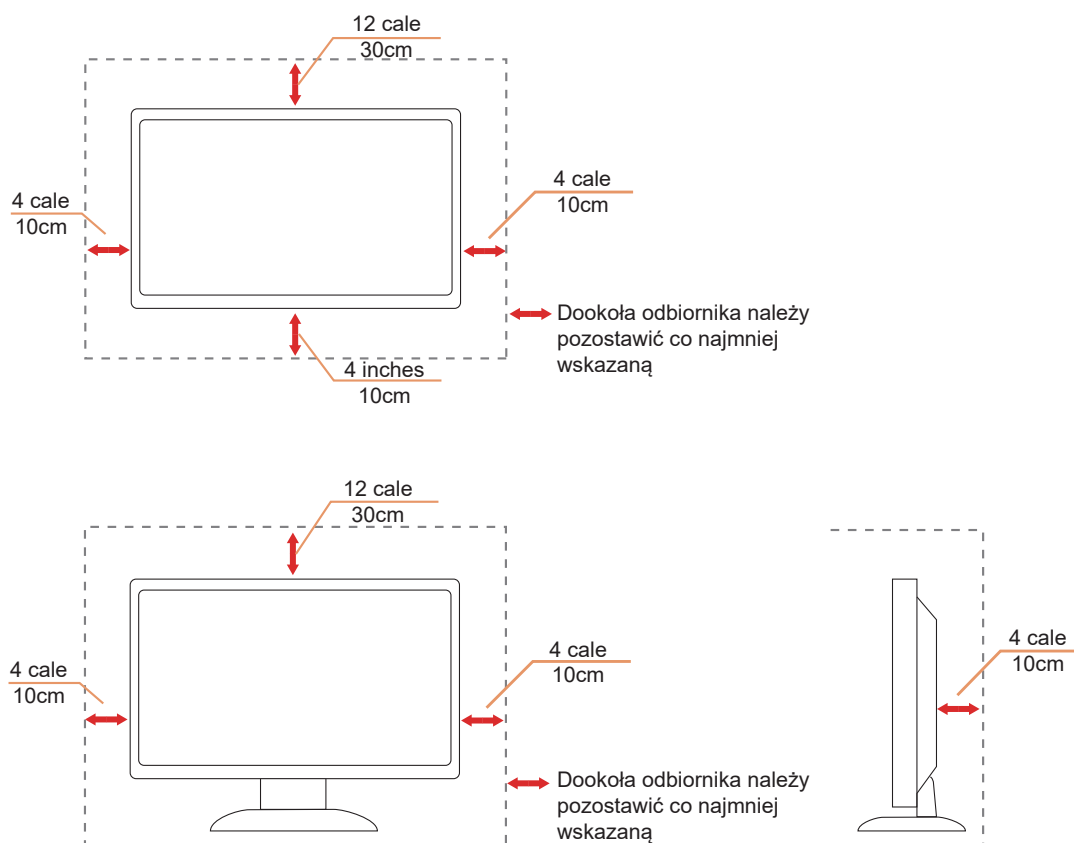 12 cale
30cm
4 cale
10cm
4 cale
10cm
Dookoła odbiornika należy
pozostawić co najmniej
wskazaną
4 inches
10cm
12 cale
30cm
4 cale
10cm
4 cale
10cm
4 cale
10cm
Dookoła odbiornika należy
pozostawić co najmniej
wskazaną